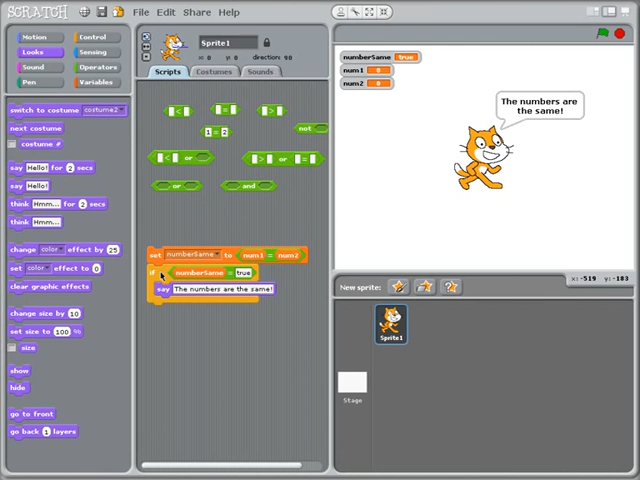 SCRATCH File Edit Share Help
Motion Control
Looks Sensing
Sound Operators
Pen Variables
switch to costume costume2
next costume
costume #
say Hello! for 2 secs
say Hello!
think Hmm... for 2 secs
think Hmm...
change color effect by 25
set color effect to 0
clear graphic effects
change size by 10
set size to 100 %
size
show
hide
go to front
go back 1 layers
Sprite1
x: 0 y: 0 direction: 90
Scripts Costumes Sounds
<
=
>
1 = 2
not
< or
> or =
or
and
set numberSame to num1 = num2
if numberSame = true
say The numbers are the same!
numberSame true
num1 0
num2 0
The numbers are
the same!
x: -519 y: -183
New sprite:
Sprite1
Stage